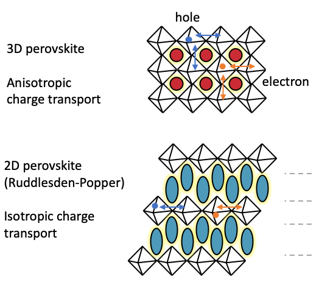 hole
3D perovskite
Anisotropic
charge transport
electron
2D perovskite
(Ruddlesden-Popper)
Isotropic charge
transport